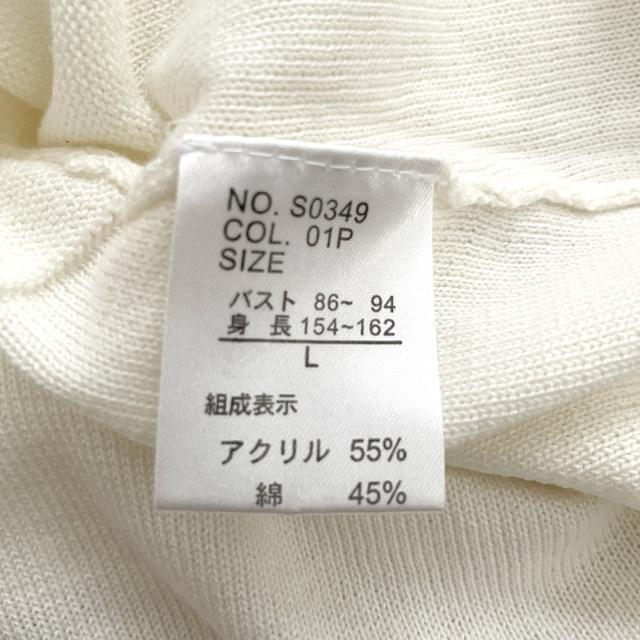 NO. S0349
COL. 01P
SIZE
バスト 86~ 94
身 長 154~162
L
組成表示
アクリル 55%
綿 45%